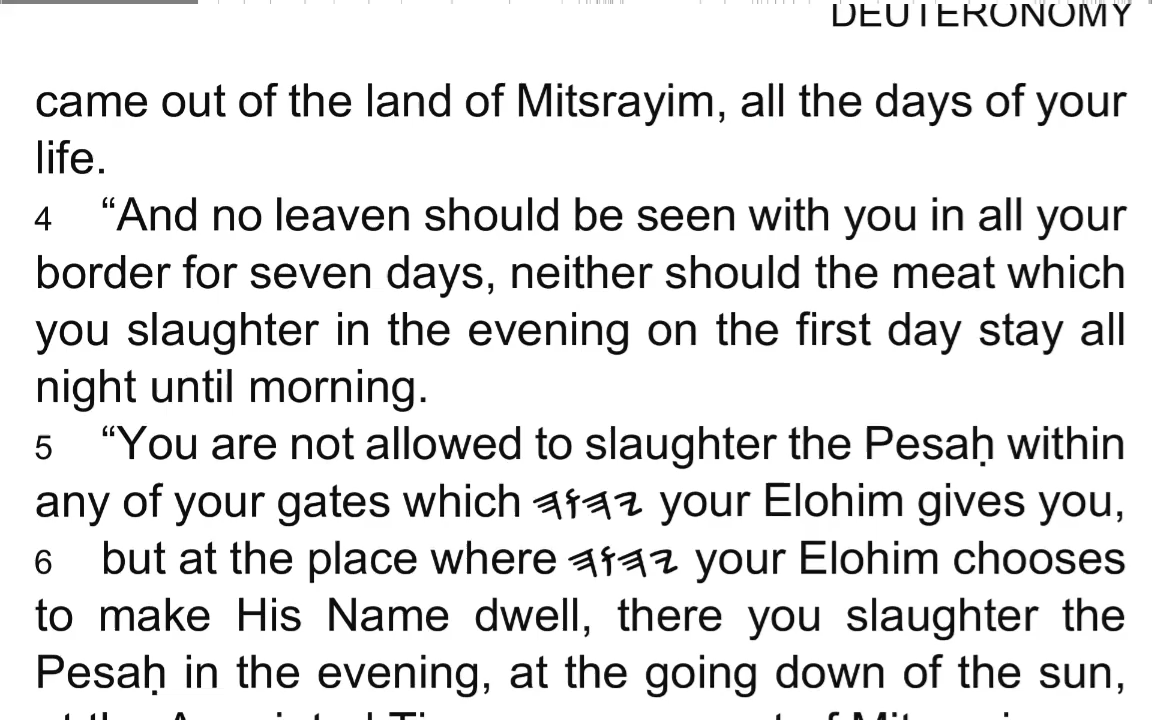 DEUTERONOMY
came out of the land of Mitsrayim, all the days of your
life.
4 “And no leaven should be seen with you in all your
border for seven days, neither should the meat which
you slaughter in the evening on the first day stay all
night until morning.
5 “You are not allowed to slaughter the Pesaḥ within
any of your gates which 𐤉𐤄𐤅𐤄 your Elohim gives you,
6 but at the place where 𐤉𐤄𐤅𐤄 your Elohim chooses
to make His Name dwell, there you slaughter the
Pesaḥ in the evening, at the going down of the sun,